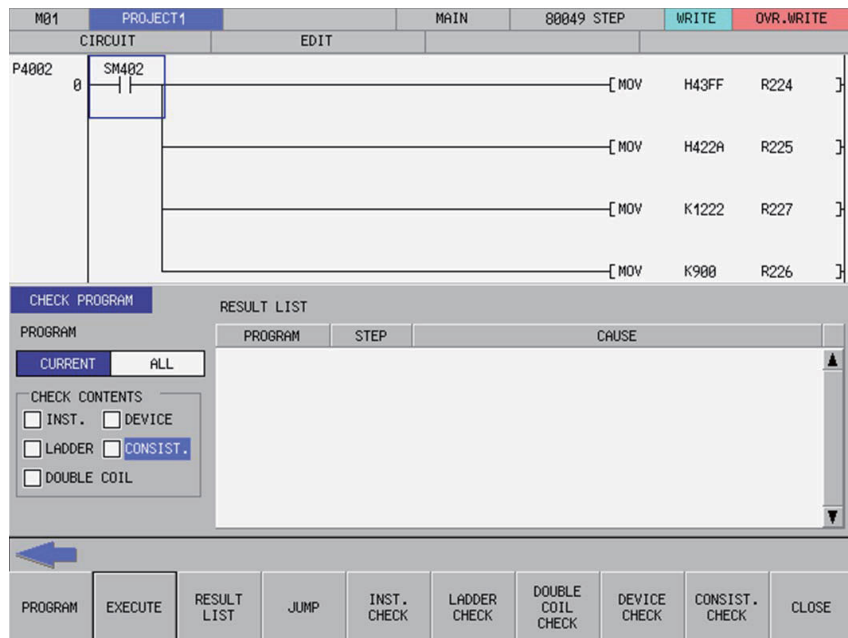 M01 PROJECT1 MAIN 80049 STEP WRITE OVR.WRITE
CIRCUIT EDIT
P4002 SM402
0 MOV H43FF R224
MOV H422A R225
MOV K1222 R227
MOV K900 R226
CHECK PROGRAM RESULT LIST
PROGRAM PROGRAM STEP CAUSE
CURRENT ALL
CHECK CONTENTS
INST. DEVICE
LADDER CONSIST.
DOUBLE COIL
PROGRAM EXECUTE RESULT LIST JUMP INST. CHECK LADDER CHECK DOUBLE COIL CHECK DEVICE CHECK CONSIST. CHECK CLOSE